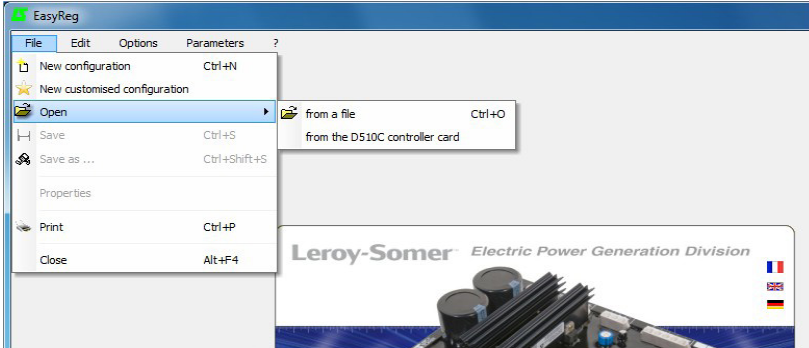 LS EasyReg
File Edit Options Parameters ?
New configuration Ctrl+N
New customised configuration
Open
from a file Ctrl+O
from the D510C controller card
Save Ctrl+S
Save as ... Ctrl+Shift+S
Properties
Print Ctrl+P
Close Alt+F4
Leroy-Somer Electric Power Generation Division